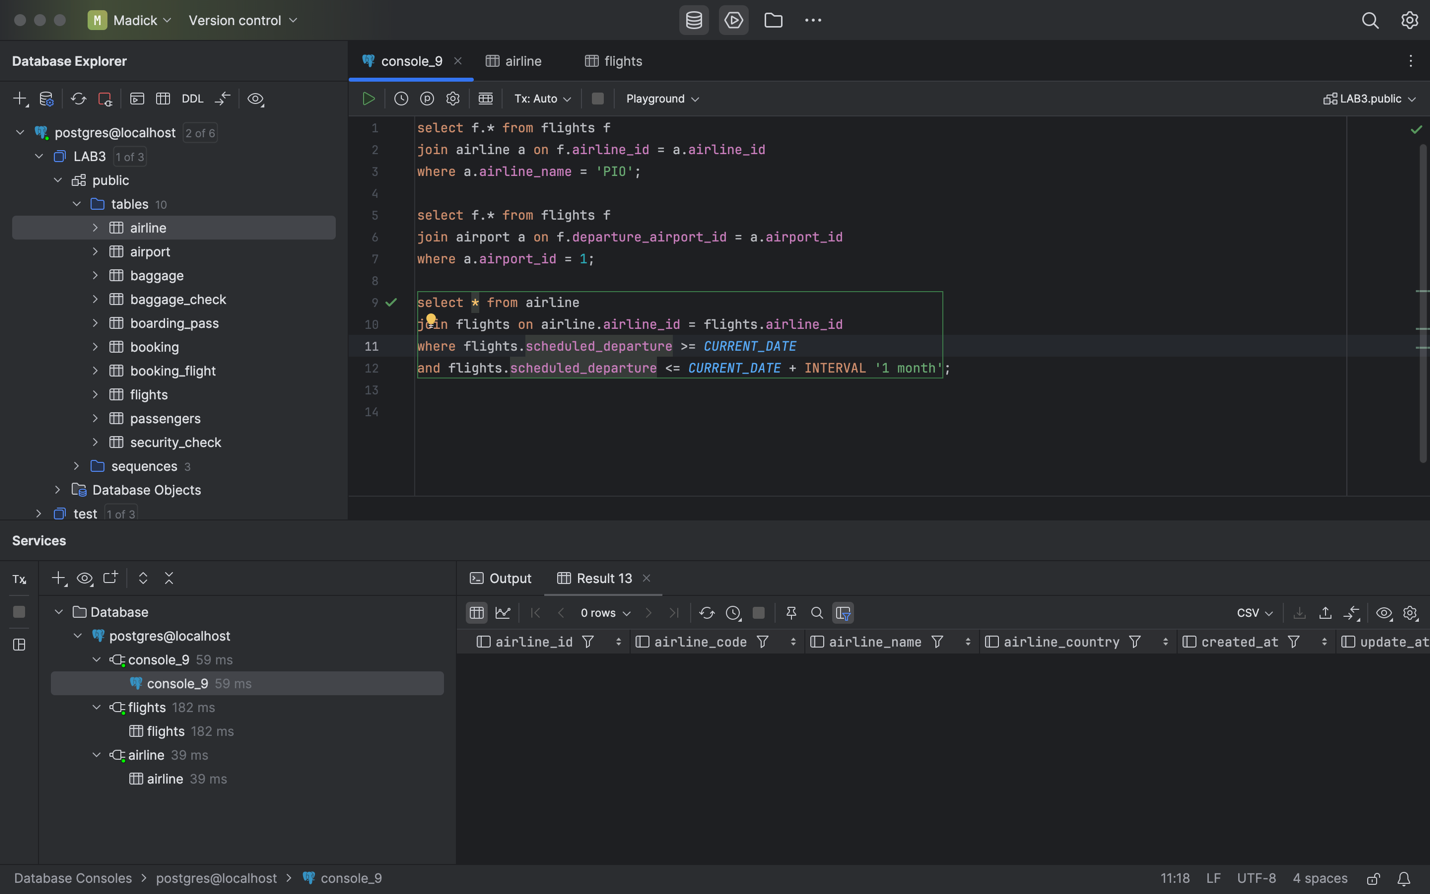 M Madick Version control
Database Explorer
console_9 airline flights
DDL
Tx: Auto Playground LAB3.public
postgres@localhost 2 of 6
LAB3 1 of 3
public
tables 10
airline
airport
baggage
baggage_check
boarding_pass
booking
booking_flight
flights
passengers
security_check
sequences 3
Database Objects
test 1 of 3
1 select f.* from flights f
2 join airline a on f.airline_id = a.airline_id
3 where a.airline_name = 'PIO';
4
5 select f.* from flights f
6 join airport a on f.departure_airport_id = a.airport_id
7 where a.airport_id = 1;
8
9 select * from airline
10 join flights on airline.airline_id = flights.airline_id
11 where flights.scheduled_departure >= CURRENT_DATE
12 and flights.scheduled_departure <= CURRENT_DATE + INTERVAL '1 month';
13
14
Services
Tx
Database
postgres@localhost
console_9 59 ms
console_9 59 ms
flights 182 ms
flights 182 ms
airline 39 ms
airline 39 ms
Output Result 13
0 rows CSV
airline_id airline_code airline_name airline_country created_at update_at
Database Consoles > postgres@localhost > console_9
11:18 LF UTF-8 4 spaces